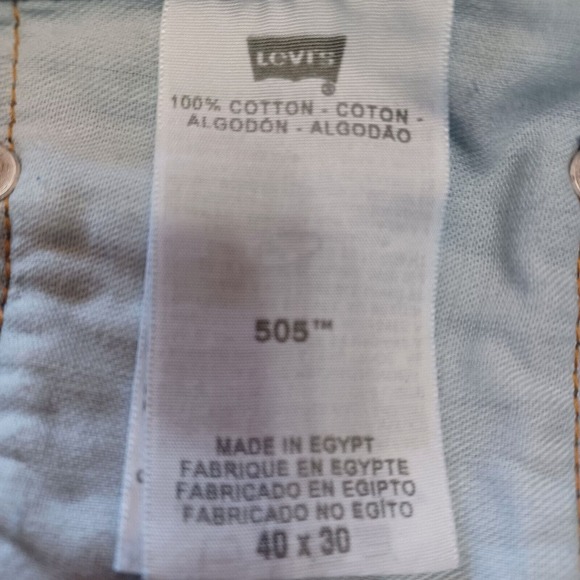 LEVI'S
®
100% COTTON - COTON -
ALGODÓN - ALGODÃO
505™
MADE IN EGYPT
FABRIQUE EN EGYPTE
FABRICADO EN EGIPTO
FABRICADO NO EGÍTO
40 x 30